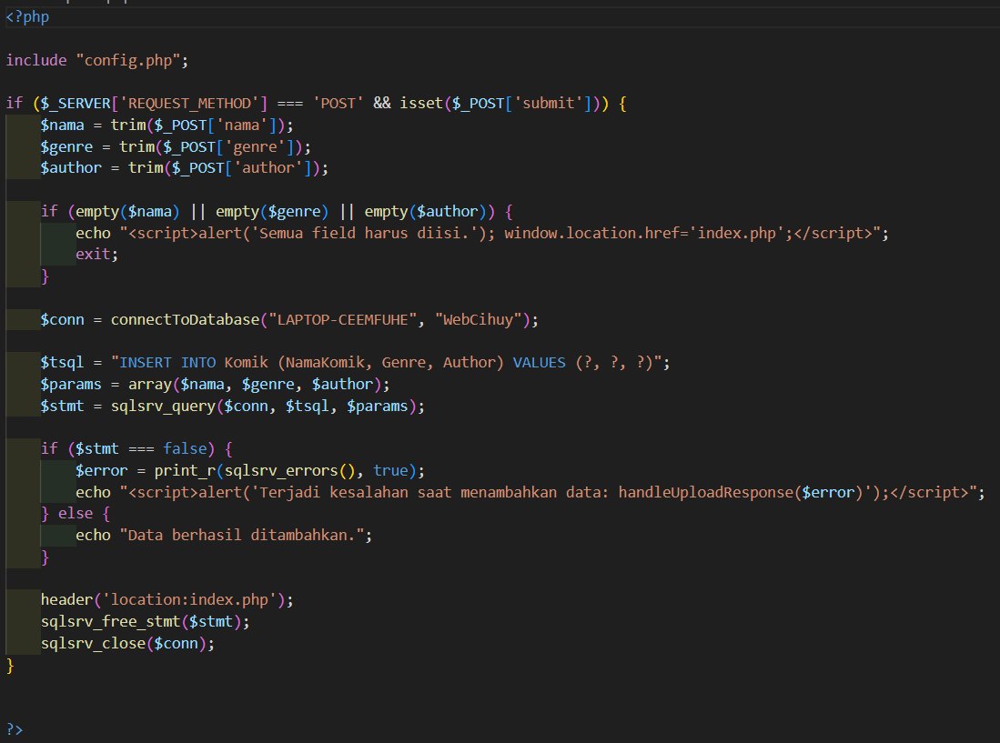 <?php
include "config.php";
if ($_SERVER['REQUEST_METHOD'] === 'POST' && isset($_POST['submit'])) {
    $nama = trim($_POST['nama']);
    $genre = trim($_POST['genre']);
    $author = trim($_POST['author']);
    if (empty($nama) || empty($genre) || empty($author)) {
        echo "<script>alert('Semua field harus diisi.'); window.location.href='index.php';</script>";
        exit;
    }
    $conn = connectToDatabase("LAPTOP-CEEMFUHE", "WebCihuy");
    $tsql = "INSERT INTO Komik (NamaKomik, Genre, Author) VALUES (?, ?, ?)";
    $params = array($nama, $genre, $author);
    $stmt = sqlsrv_query($conn, $tsql, $params);
    if ($stmt === false) {
        $error = print_r(sqlsrv_errors(), true);
        echo "<script>alert('Terjadi kesalahan saat menambahkan data: handleUploadResponse($error)');</script>";
    } else {
        echo "Data berhasil ditambahkan.";
    }
    header('location:index.php');
    sqlsrv_free_stmt($stmt);
    sqlsrv_close($conn);
}
?>